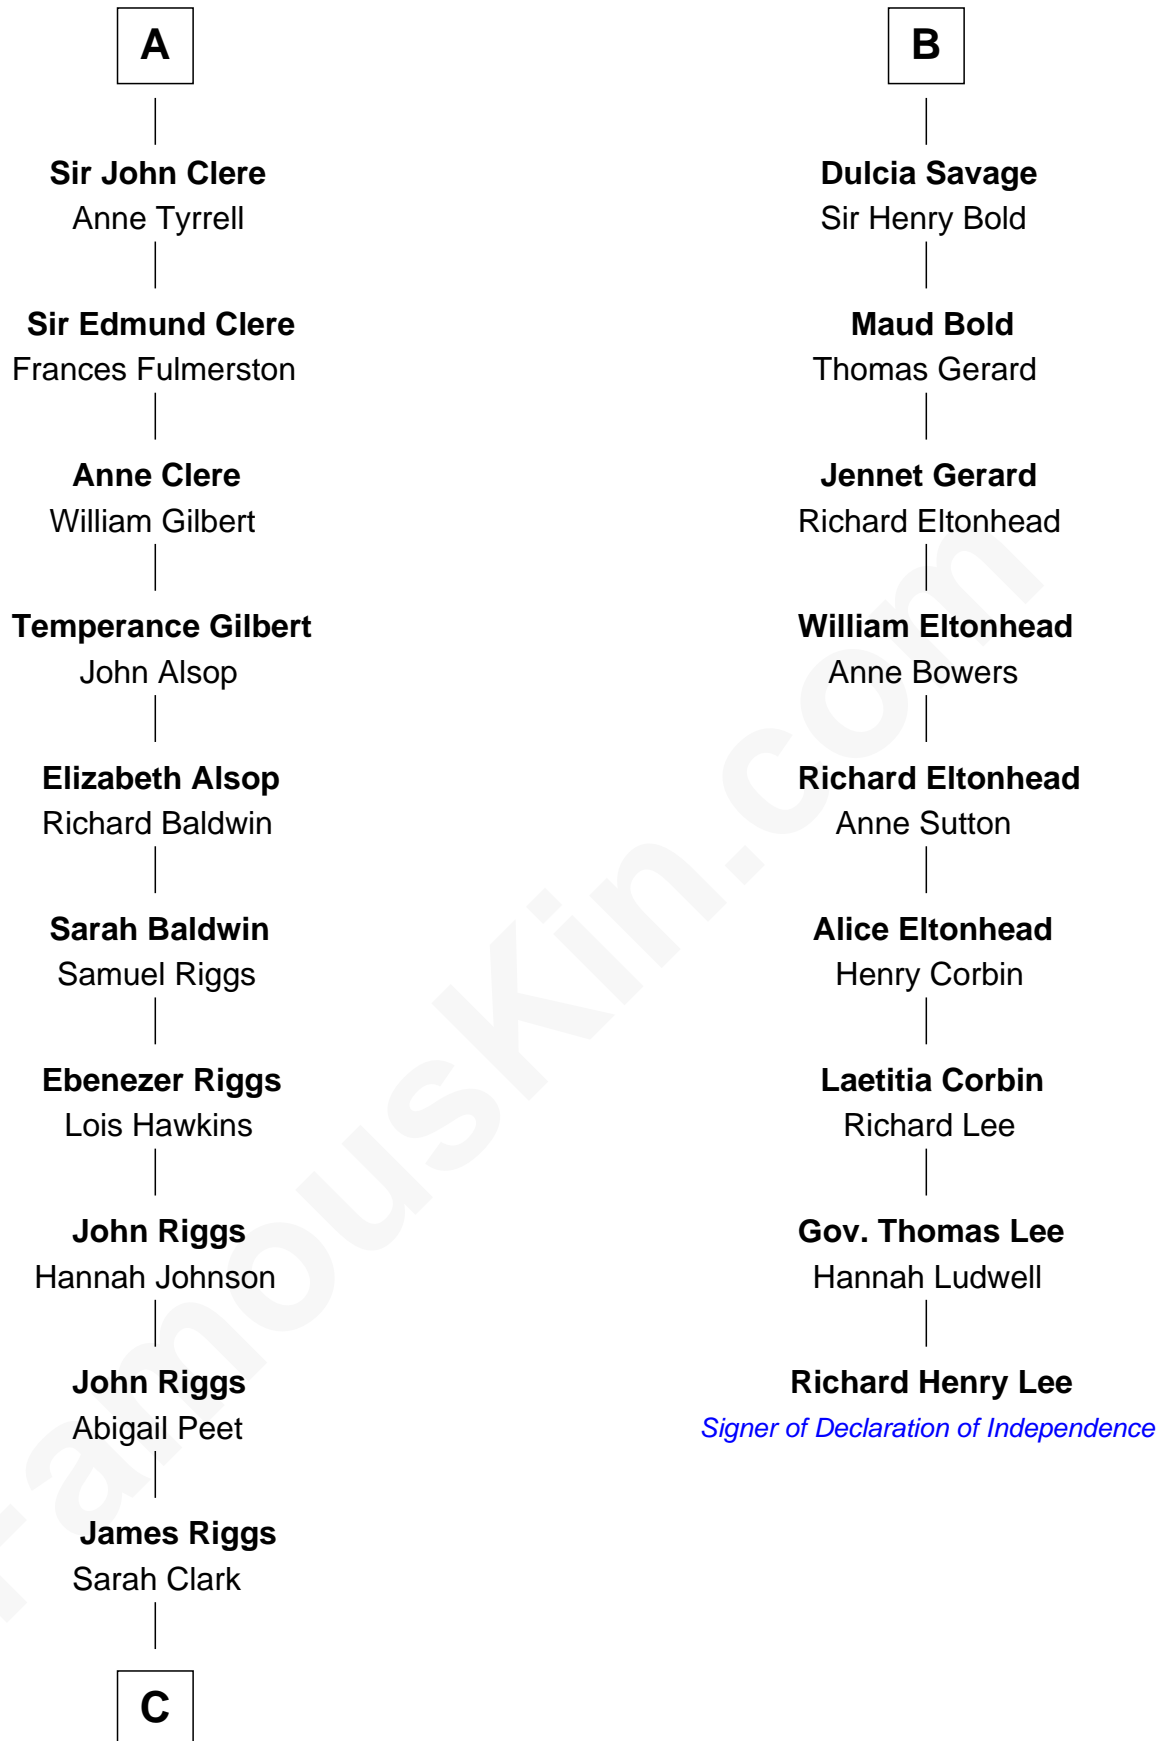 A
Sir John Clere
Anne Tyrrell
Sir Edmund Clere
Frances Fulmerston
Anne Clere
William Gilbert
Temperance Gilbert
John Alsop
Elizabeth Alsop
Richard Baldwin
Sarah Baldwin
Samuel Riggs
Ebenezer Riggs
Lois Hawkins
John Riggs
Hannah Johnson
John Riggs
Abigail Peet
James Riggs
Sarah Clark
C
B
Dulcia Savage
Sir Henry Bold
Maud Bold
Thomas Gerard
Jennet Gerard
Richard Eltonhead
William Eltonhead
Anne Bowers
Richard Eltonhead
Anne Sutton
Alice Eltonhead
Henry Corbin
Laetitia Corbin
Richard Lee
Gov. Thomas Lee
Hannah Ludwell
Richard Henry Lee
Signer of Declaration of Independence
FamousKin.com